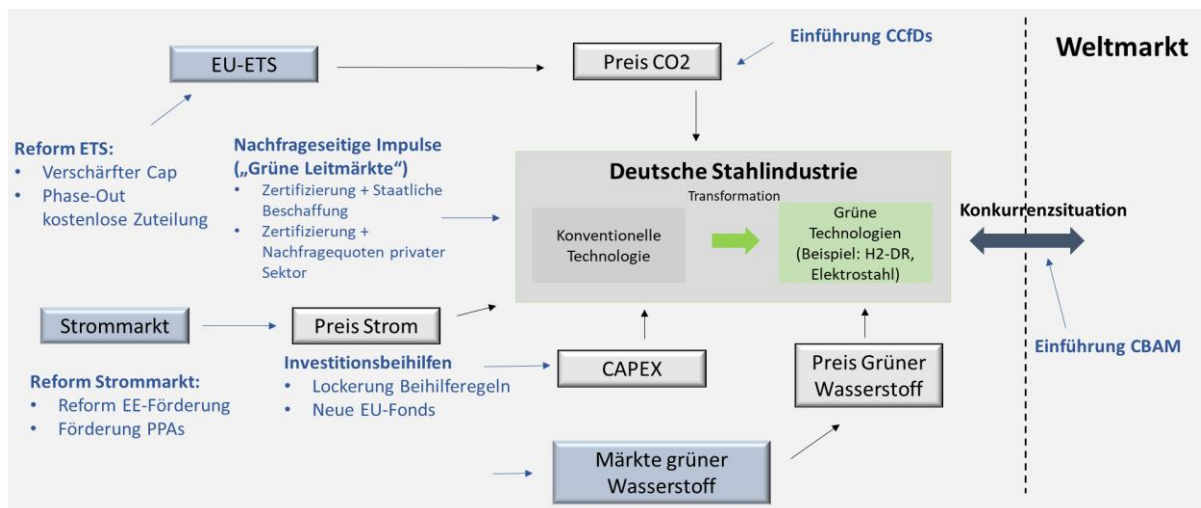 Einführung CCfDs
Weltmarkt
EU-ETS
Preis CO2
Reform ETS:
• Verschärfter Cap
• Phase-Out
kostenlose Zuteilung
Nachfrageseitige Impulse
(„Grüne Leitmärkte“)
• Zertifizierung + Staatliche
Beschaffung
• Zertifizierung +
Nachfragequoten privater
Sektor
Deutsche Stahlindustrie
Transformation
Konventionelle
Technologie
Grüne
Technologien
(Beispiel: H2-DR,
Elektrostahl)
Konkurrenzsituation
Strommarkt
Preis Strom
Einführung CBAM
Investitionsbeihilfen
• Lockerung Beihilferegeln
• Neue EU-Fonds
CAPEX
Preis Grüner
Wasserstoff
Reform Strommarkt:
• Reform EE-Förderung
• Förderung PPAs
Märkte grüner
Wasserstoff